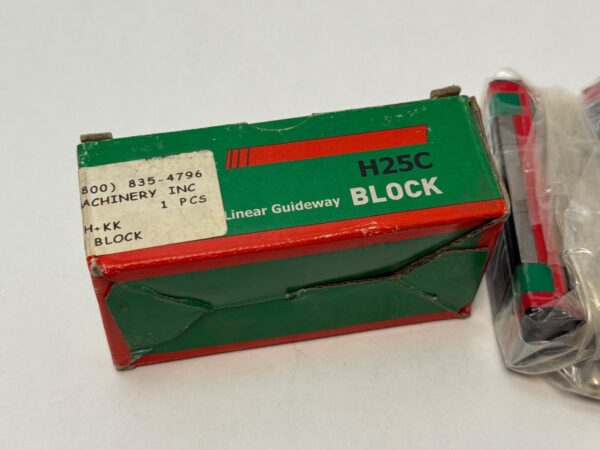 800) 835-4796
ACHINERY INC
1 PCS
H+KK
BLOCK
H25C
Linear Guideway BLOCK